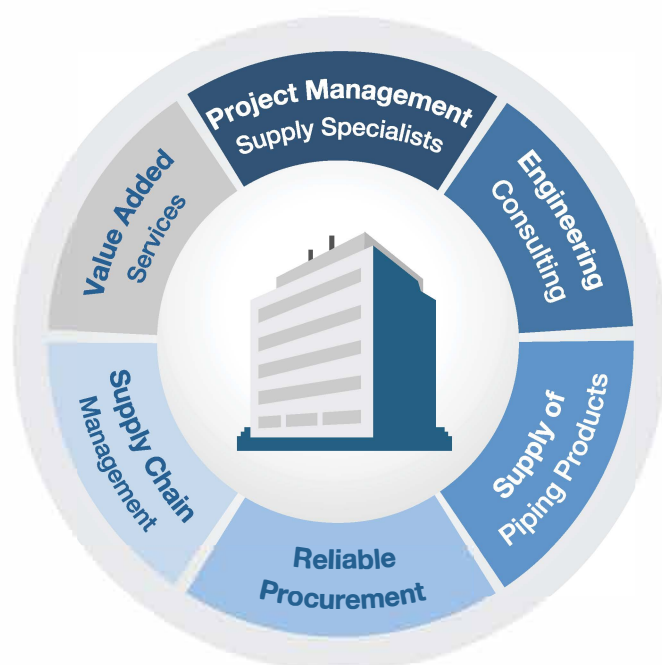 Project Management
Supply Specialists
Engineering
Consulting
Supply of
Piping Products
Reliable
Procurement
Supply Chain
Management
Value Added
Services